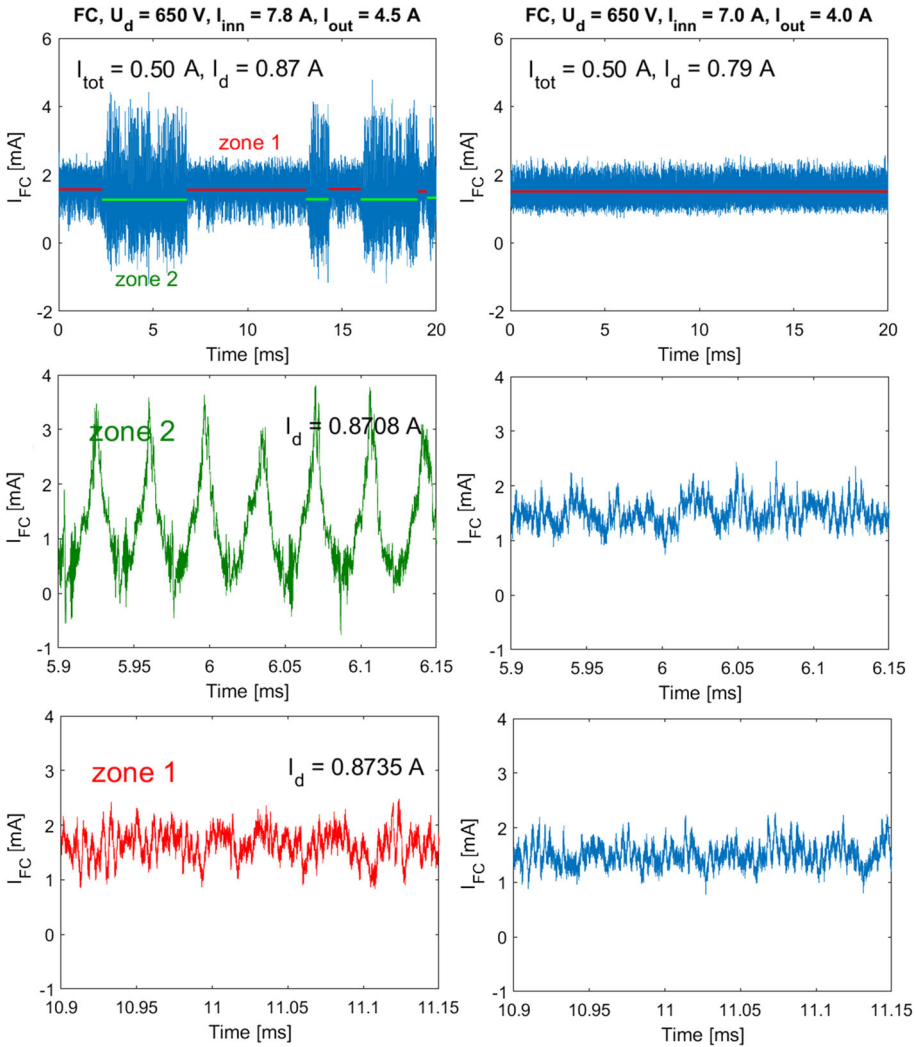 FC, U_d = 650 V, I_inn = 7.8 A, I_out = 4.5 A
I_tot = 0.50 A, I_d = 0.87 A
zone 1
zone 2
I_FC [mA]
6
4
2
0
-2
0 5 10 15 20
Time [ms]
FC, U_d = 650 V, I_inn = 7.0 A, I_out = 4.0 A
I_tot = 0.50 A, I_d = 0.79 A
I_FC [mA]
6
4
2
0
-2
0 5 10 15 20
Time [ms]
zone 2
I_d = 0.8708 A
I_FC [mA]
4
3
2
1
0
-1
5.9 5.95 6 6.05 6.1 6.15
Time [ms]
I_FC [mA]
4
3
2
1
0
-1
5.9 5.95 6 6.05 6.1 6.15
Time [ms]
zone 1
I_d = 0.8735 A
I_FC [mA]
4
3
2
1
0
-1
10.9 10.95 11 11.05 11.1 11.15
Time [ms]
I_FC [mA]
4
3
2
1
0
-1
10.9 10.95 11 11.05 11.1 11.15
Time [ms]